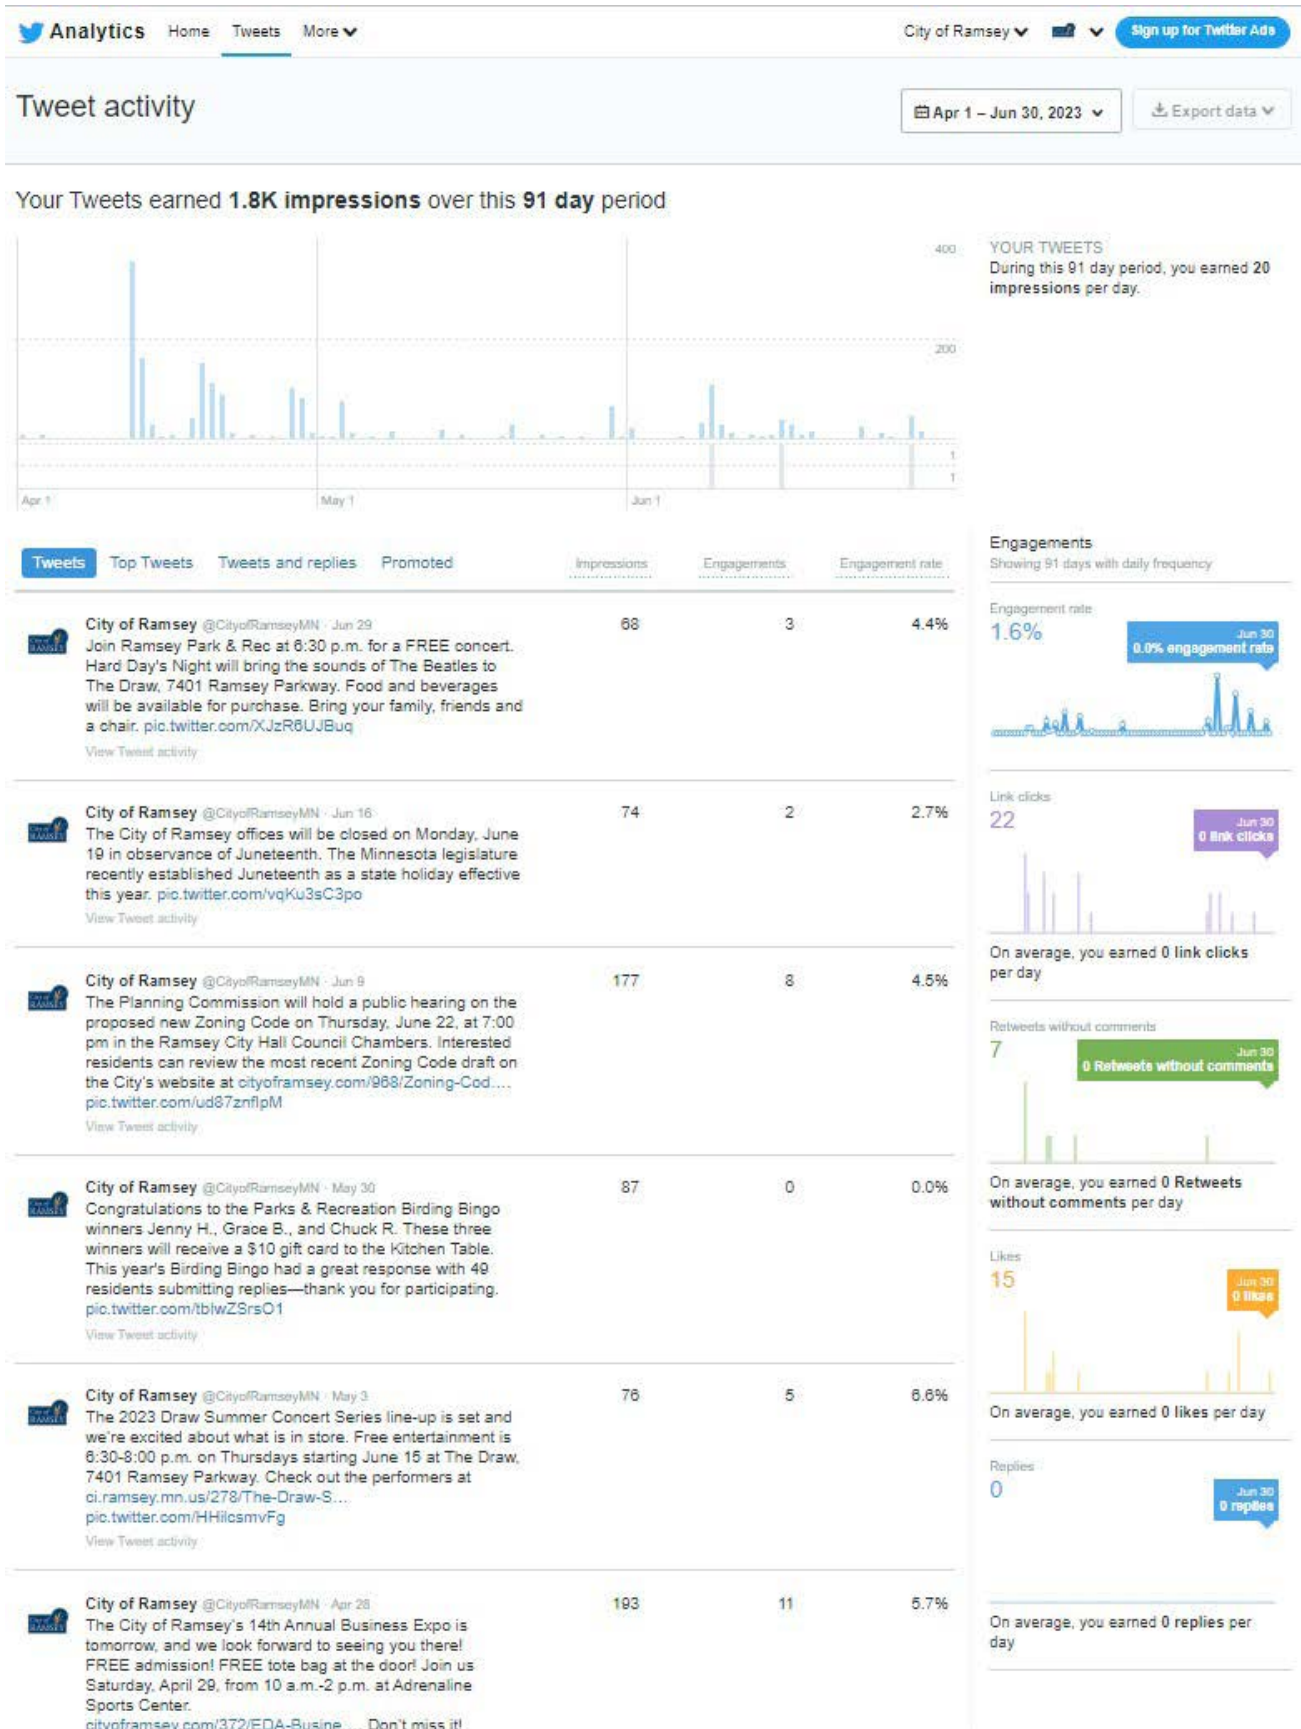 Analytics Home Tweets More City of Ramsey Sign up for Twitter Ads
Tweet activity
Apr 1 – Jun 30, 2023 Export data
Your Tweets earned 1.8K impressions over this 91 day period
400
200
1
1
Apr 1 May 1 Jun 1
YOUR TWEETS
During this 91 day period, you earned 20
impressions per day.
Tweets Top Tweets Tweets and replies Promoted Impressions Engagements Engagement rate
City of Ramsey @CityofRamseyMN · Jun 29 68 3 4.4%
Join Ramsey Park & Rec at 6:30 p.m. for a FREE concert.
Hard Day's Night will bring the sounds of The Beatles to
The Draw, 7401 Ramsey Parkway. Food and beverages
will be available for purchase. Bring your family, friends and
a chair. pic.twitter.com/XJzR6UJBuq
View Tweet activity
City of Ramsey @CityofRamseyMN · Jun 16 74 2 2.7%
The City of Ramsey offices will be closed on Monday, June
19 in observance of Juneteenth. The Minnesota legislature
recently established Juneteenth as a state holiday effective
this year. pic.twitter.com/vqKu3sC3po
View Tweet activity
City of Ramsey @CityofRamseyMN · Jun 9 177 8 4.5%
The Planning Commission will hold a public hearing on the
proposed new Zoning Code on Thursday, June 22, at 7:00
pm in the Ramsey City Hall Council Chambers. Interested
residents can review the most recent Zoning Code draft on
the City's website at cityoframsey.com/968/Zoning-Cod....
pic.twitter.com/ud87znflpM
View Tweet activity
City of Ramsey @CityofRamseyMN · May 30 87 0 0.0%
Congratulations to the Parks & Recreation Birding Bingo
winners Jenny H., Grace B., and Chuck R. These three
winners will receive a $10 gift card to the Kitchen Table.
This year's Birding Bingo had a great response with 49
residents submitting replies—thank you for participating.
pic.twitter.com/tblwZSrsO1
View Tweet activity
City of Ramsey @CityofRamseyMN · May 3 76 5 6.6%
The 2023 Draw Summer Concert Series line-up is set and
we're excited about what is in store. Free entertainment is
6:30-8:00 p.m. on Thursdays starting June 15 at The Draw,
7401 Ramsey Parkway. Check out the performers at
ci.ramsey.mn.us/278/The-Draw-S...
pic.twitter.com/HHilcsmvFg
View Tweet activity
City of Ramsey @CityofRamseyMN · Apr 28 193 11 5.7%
The City of Ramsey's 14th Annual Business Expo is
tomorrow, and we look forward to seeing you there!
FREE admission! FREE tote bag at the door! Join us
Saturday, April 29, from 10 a.m.-2 p.m. at Adrenaline
Sports Center.
cityoframsey.com/372/EDA-Busine ... Don't miss it!
Engagements
Showing 91 days with daily frequency
Engagement rate
1.6%
Jun 30
0.0% engagement rate
Link clicks
22
Jun 30
0 link clicks
On average, you earned 0 link clicks
per day
Retweets without comments
7
Jun 30
0 Retweets without comments
On average, you earned 0 Retweets
without comments per day
Likes
15
Jun 30
0 likes
On average, you earned 0 likes per day
Replies
0
Jun 30
0 replies
On average, you earned 0 replies per
day